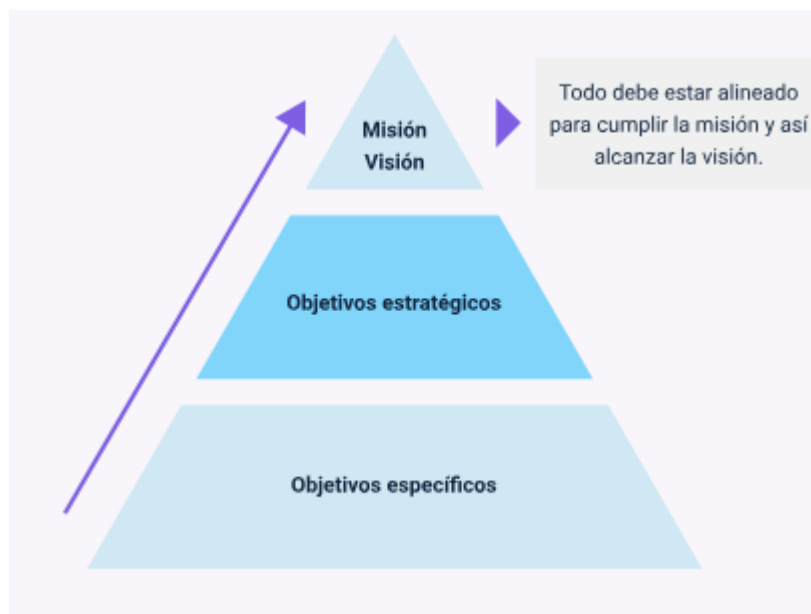 Misión
Visión
Todo debe estar alineado
para cumplir la misión y así
alcanzar la visión.
Objetivos estratégicos
Objetivos específicos